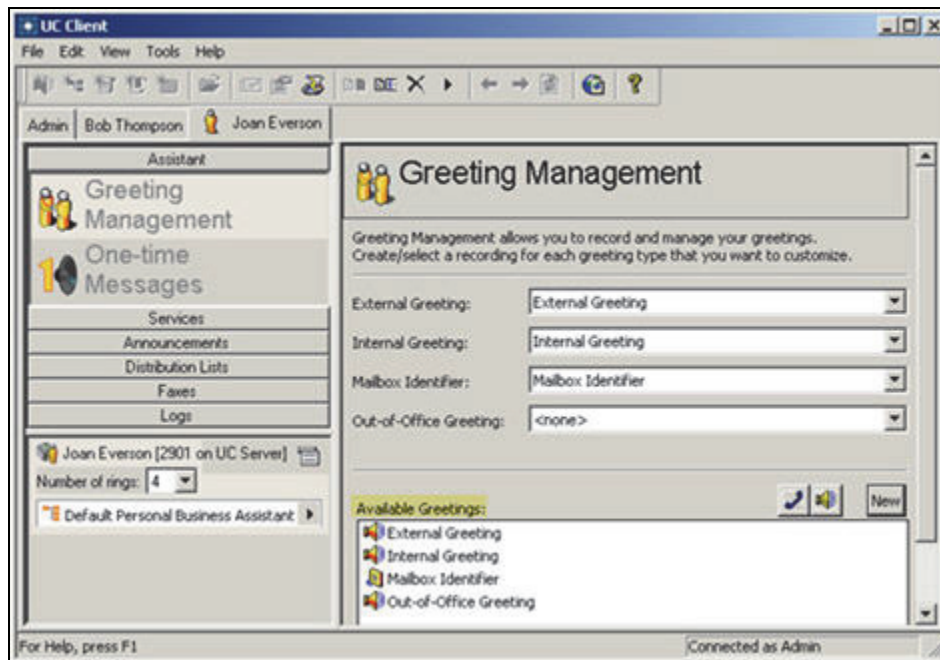 UC Client
File Edit View Tools Help
Admin Bob Thompson Joan Everson
Assistant
Greeting
Management
One-time
Messages
Services
Announcements
Distribution Lists
Faxes
Logs
Joan Everson [2901 on UC Server]
Number of rings: 4
Default Personal Business Assistant
Greeting Management
Greeting Management allows you to record and manage your greetings.
Create/select a recording for each greeting type that you want to customize.
External Greeting: External Greeting
Internal Greeting: Internal Greeting
Mailbox Identifier: Mailbox Identifier
Out-of-Office Greeting: <none>
Available Greetings: New
External Greeting
Internal Greeting
Mailbox Identifier
Out-of-Office Greeting
For Help, press F1 Connected as Admin